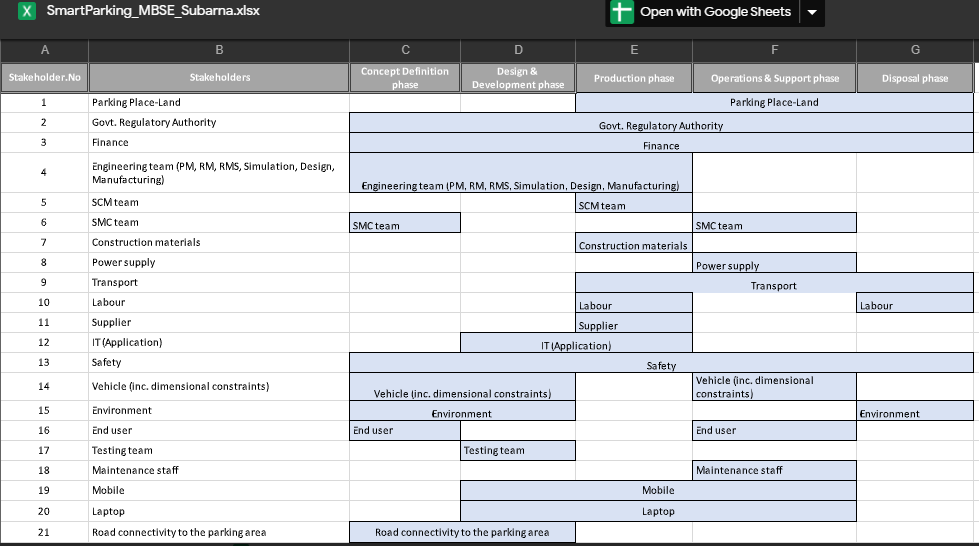 SmartParking_MBSE_Subarna.xlsx
Open with Google Sheets
A B C D E F G
Stakeholder.No Stakeholders Concept Definition phase Design & Development phase Production phase Operations & Support phase Disposal phase
1 Parking Place-Land Parking Place-Land
2 Govt. Regulatory Authority Govt. Regulatory Authority
3 Finance Finance
4 Engineering team (PM, RM, RMS, Simulation, Design, Manufacturing) Engineering team (PM, RM, RMS, Simulation, Design, Manufacturing)
5 SCM team SCM team
6 SMC team SMC team SMC team
7 Construction materials Construction materials
8 Power supply Power supply
9 Transport Transport
10 Labour Labour Labour
11 Supplier Supplier
12 IT (Application) IT (Application)
13 Safety Safety
14 Vehicle (inc. dimensional constraints) Vehicle (inc. dimensional constraints) Vehicle (inc. dimensional constraints)
15 Environment Environment Environment
16 End user End user End user
17 Testing team Testing team
18 Maintenance staff Maintenance staff
19 Mobile Mobile
20 Laptop Laptop
21 Road connectivity to the parking area Road connectivity to the parking area